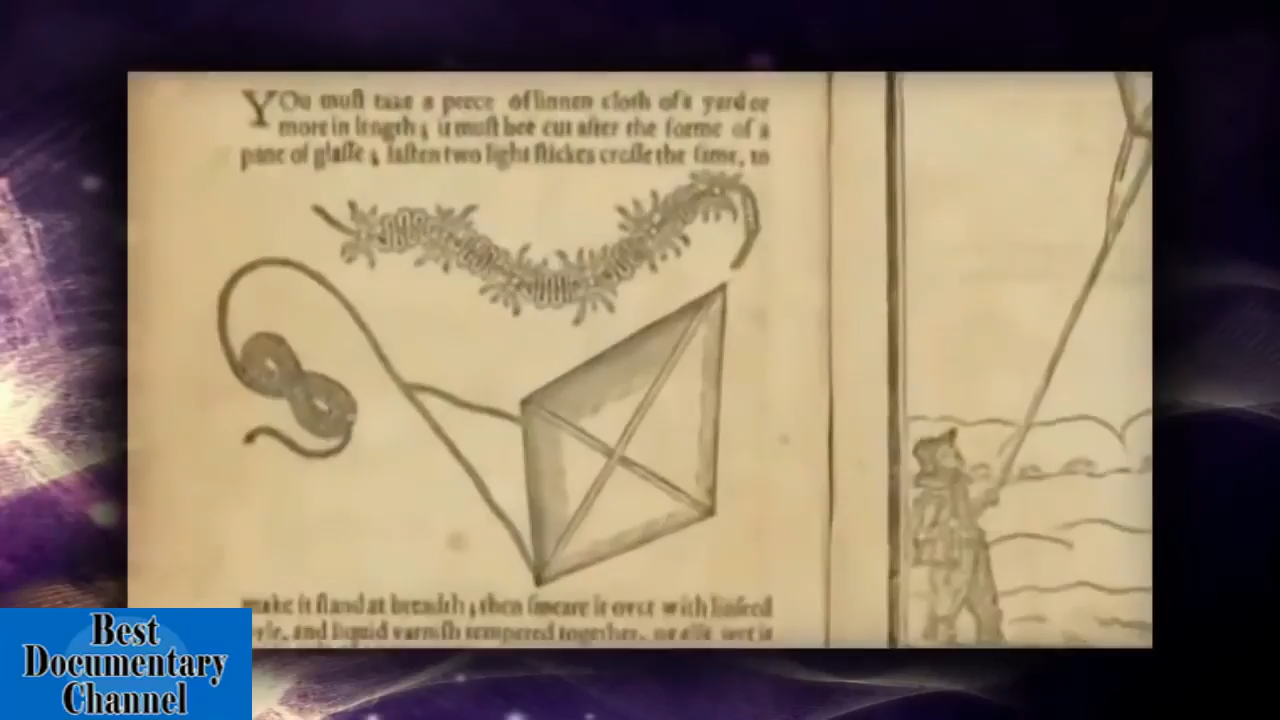 YOu muſt take a peece of linnen cloth of a yard or
more in length; it muſt bee cut after the forme of a
pane of glaſſe; faſten two light ſtickes croſſe the ſame, to
make it ſtand at breadth; then ſmeare it over with linſeed
oyle, and liquid varniſh tempered together, or elſe wet it
Best
Documentary
Channel